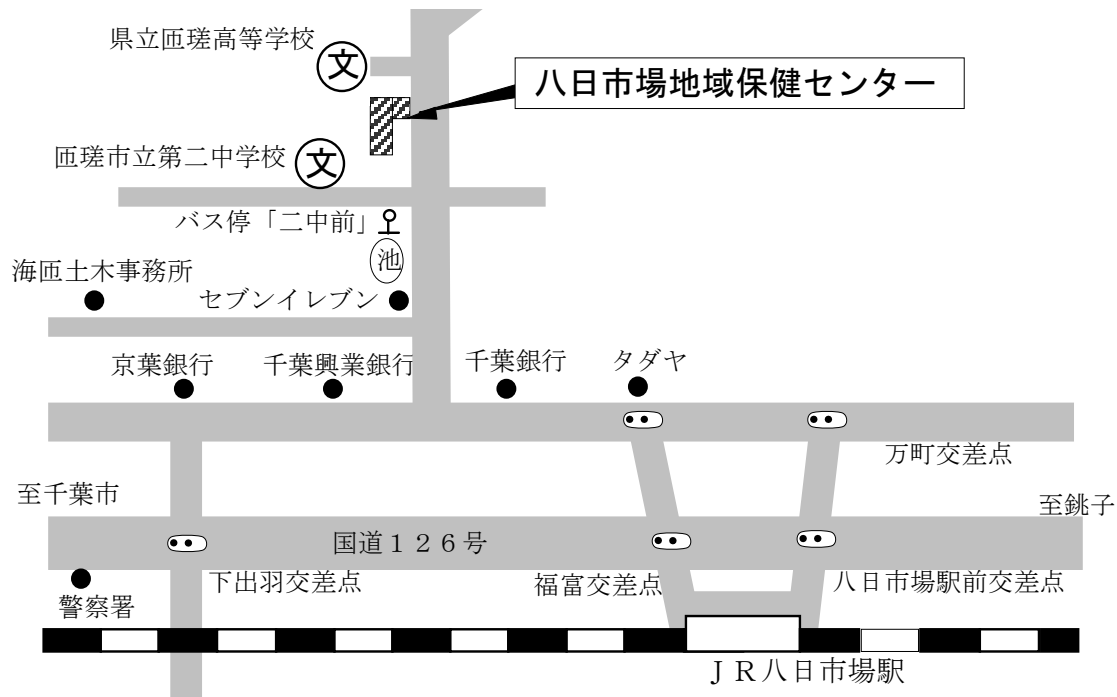 県立匝瑳高等学校
文
八日市場地域保健センター
匝瑳市立第二中学校
文
バス停「二中前」
池
海匝土木事務所
セブンイレブン
京葉銀行
千葉興業銀行
千葉銀行
タダヤ
万町交差点
至千葉市
至銚子
国道１２６号
下出羽交差点
福富交差点
八日市場駅前交差点
警察署
ＪＲ八日市場駅